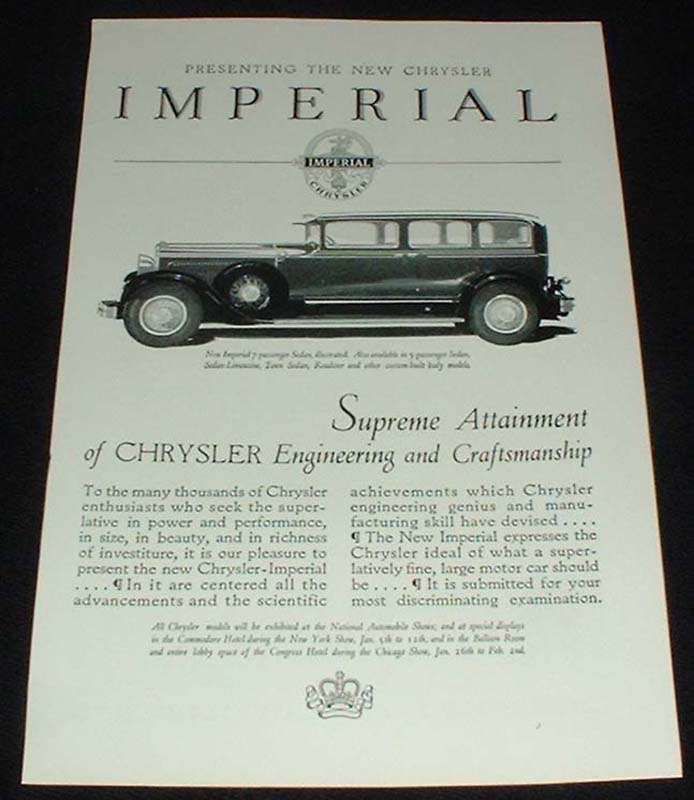 PRESENTING THE NEW CHRYSLER
IMPERIAL
IMPERIAL
CHRYSLER
New Imperial 7-passenger Sedan, illustrated. Also available in 5-passenger Sedan,
Sedan-Limousine, Town Sedan, Roadster and other custom-built body models.
Supreme Attainment
of CHRYSLER Engineering and Craftsmanship
To the many thousands of Chrysler
enthusiasts who seek the super-
lative in power and performance,
in size, in beauty, and in richness
of investiture, it is our pleasure to
present the new Chrysler-Imperial
. . . . ¶ In it are centered all the
advancements and the scientific
achievements which Chrysler
engineering genius and manu-
facturing skill have devised . . . .
¶ The New Imperial expresses the
Chrysler ideal of what a super-
latively fine, large motor car should
be . . . . ¶ It is submitted for your
most discriminating examination.
All Chrysler models will be exhibited at the National Automobile Shows; and at special displays
in the Commodore Hotel during the New York Show, Jan. 5th to 12th, and in the Balloon Room
and entire lobby space of the Congress Hotel during the Chicago Show, Jan. 26th to Feb. 2nd.